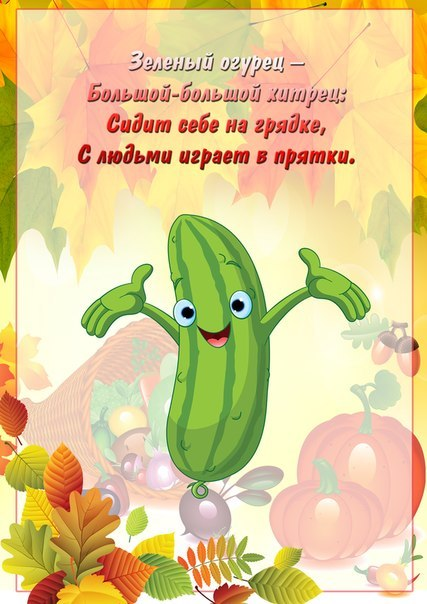 Зеленый огурец —
Большой-большой хитрец:
Сидит себе на грядке,
С людьми играет в прятки.